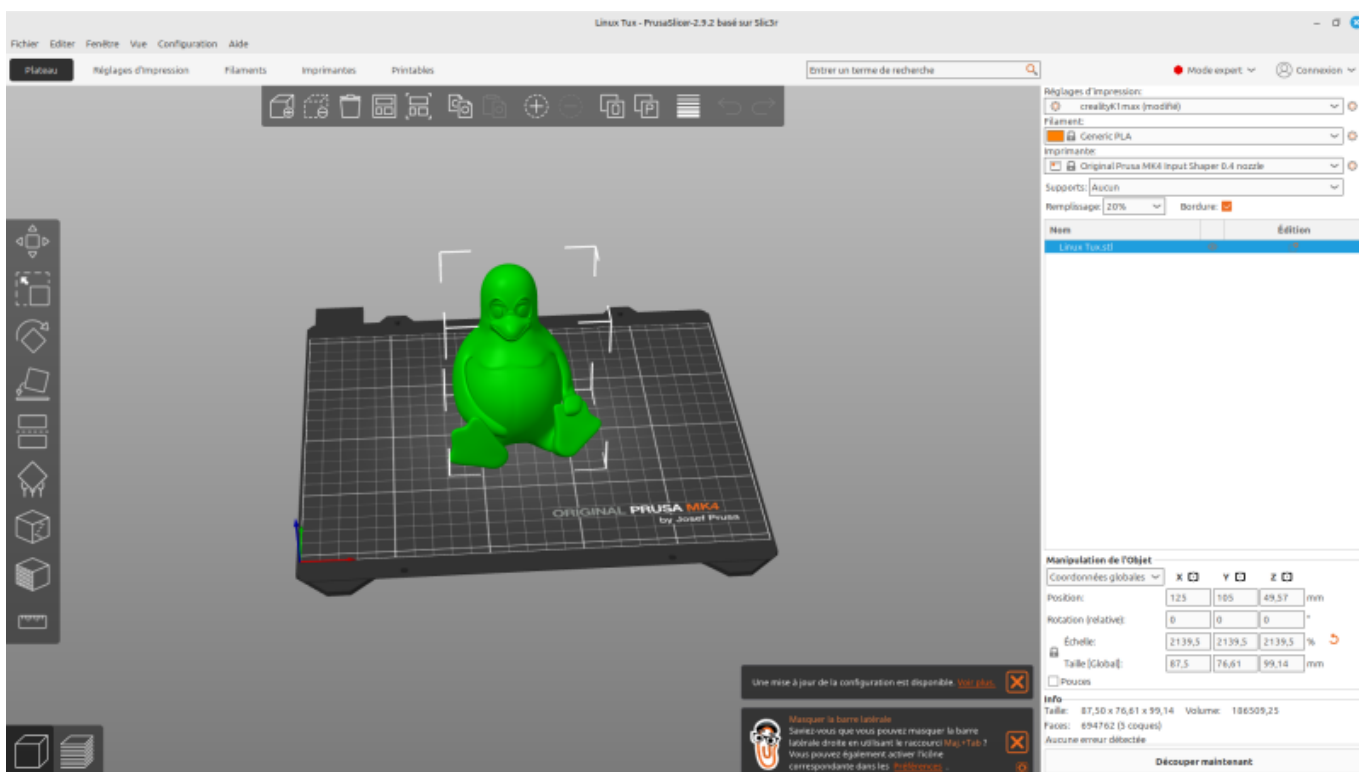 Linux Tux - PrusaSlicer-2.9.2 basé sur Slic3r
Fichier Editer Fenêtre Vue Configuration Aide
Plateau Réglages d'Impression Filaments Imprimantes Printables Entrer un terme de recherche Mode expert Connexion
Réglages d'impression:
crealityK1max (modifié)
Filament:
Generic PLA
Imprimante:
Original Prusa MK4 Input Shaper 0.4 nozzle
Supports: Aucun
Remplissage: 20% Bordure:
Nom Édition
Linux Tux.stl
ORIGINAL PRUSA MK4
by Josef Prusa
Manipulation de l'Objet
Coordonnées globales X Y Z
Position: 125 105 49,57 mm
Rotation (relative): 0 0 0 °
Échelle: 2139,5 2139,5 2139,5 %
Taille [Global]: 87,5 76,61 99,14 mm
Pouces
Info
Taille: 87,50 x 76,61 x 99,14 Volume: 186509,25
Faces: 694762 (5 coques)
Aucune erreur détectée
Découper maintenant
Une mise à jour de la configuration est disponible. Voir plus.
Masquer la barre latérale
Saviez-vous que vous pouvez masquer la barre
latérale droite en utilisant le raccourci Maj.+Tab ?
Vous pouvez également activer l'icône
correspondante dans les Préférences .